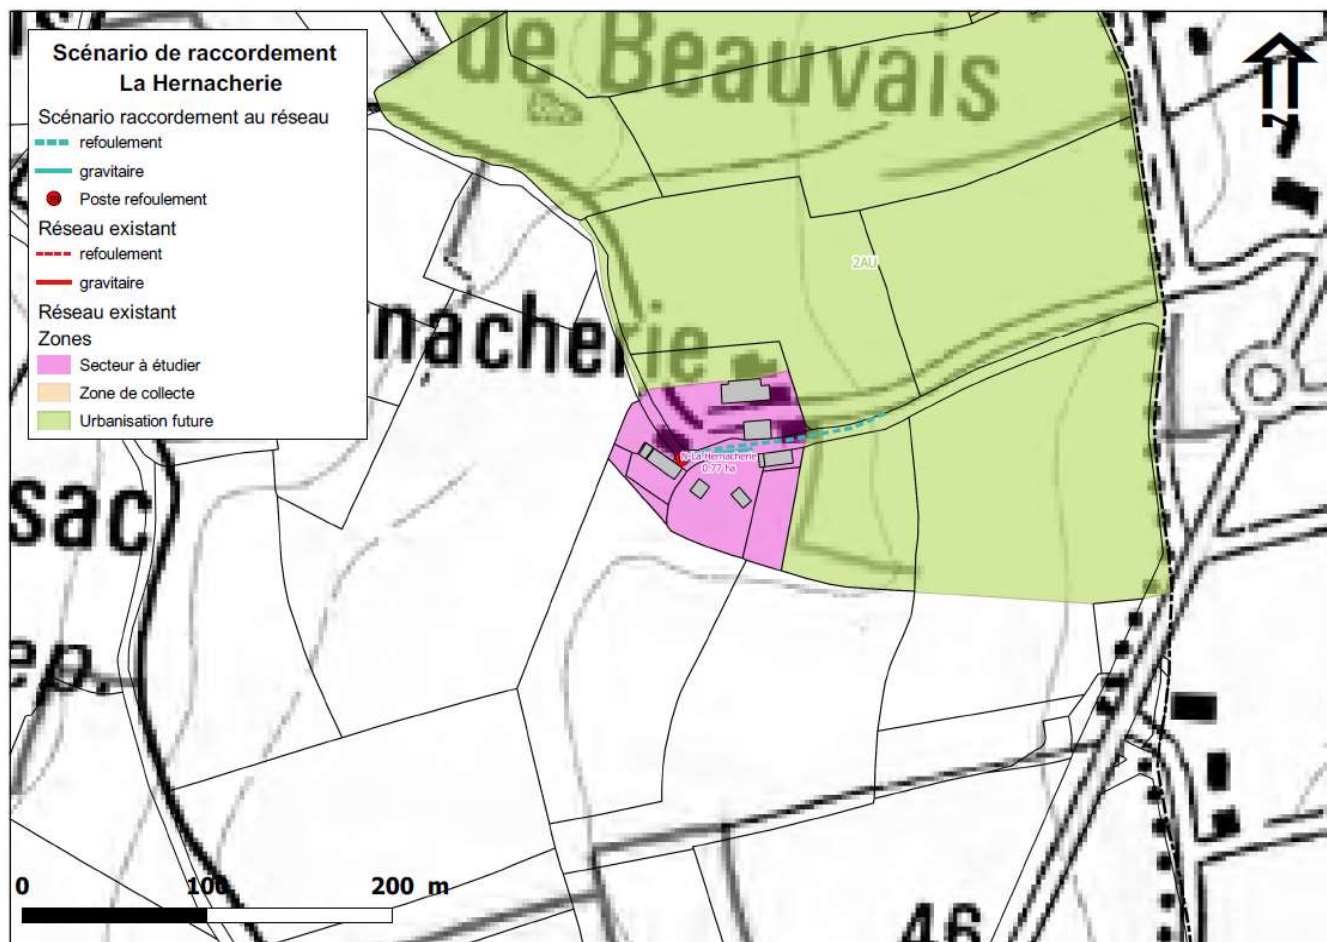 Scénario de raccordement
La Hernacherie
Scénario raccordement au réseau
refoulement
gravitaire
Poste refoulement
Réseau existant
refoulement
gravitaire
Réseau existant
Zones
Secteur à étudier
Zone de collecte
Urbanisation future
de Beauvais
N
2AU
nacherie
N-La Hernacherie
0.77 ha
sac
ep.
0 100 200 m
46